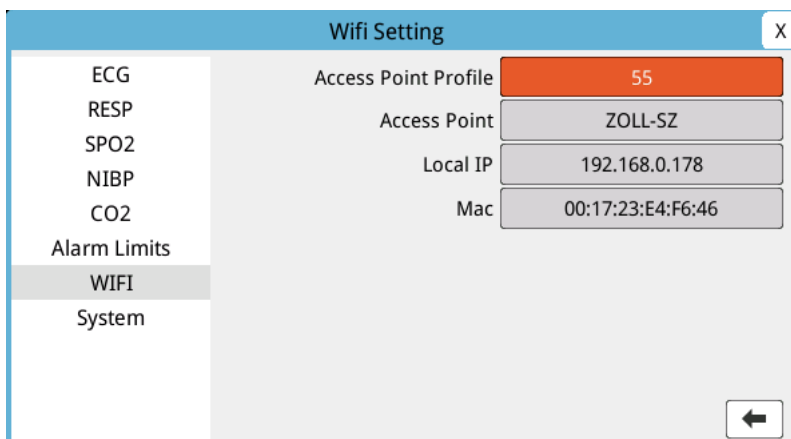 Wifi Setting
X
ECG
RESP
SPO2
NIBP
CO2
Alarm Limits
WIFI
System
Access Point Profile 55
Access Point ZOLL-SZ
Local IP 192.168.0.178
Mac 00:17:23:E4:F6:46